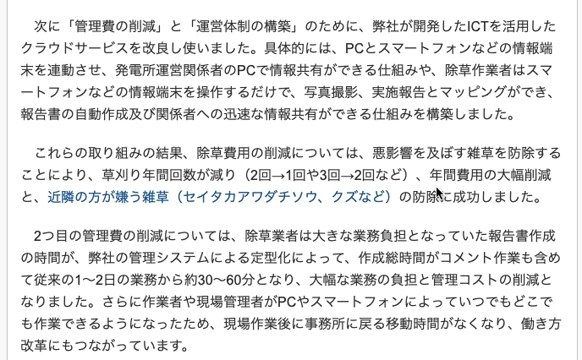 次に「管理費の削減」と「運営体制の構築」のために、弊社が開発したICTを活用した
クラウドサービスを改良し使いました。具体的には、PCとスマートフォンなどの情報端
末を連動させ、発電所運営関係者のPCで情報共有ができる仕組みや、除草作業者はスマ
ートフォンなどの情報端末を操作するだけで、写真撮影、実施報告とマッピングができ、
報告書の自動作成及び関係者への迅速な情報共有ができる仕組みを構築しました。
これらの取り組みの結果、除草費用の削減については、悪影響を及ぼす雑草を防除する
ことにより、草刈り年間回数が減り（2回→1回や3回→2回など）、年間費用の大幅削減
と、近隣の方が嫌う雑草（セイタカアワダチソウ、クズなど）の防除に成功しました。
2つ目の管理費の削減については、除草業者は大きな業務負担となっていた報告書作成
の時間が、弊社の管理システムによる定型化によって、作成総時間がコメント作業も含め
て従来の1〜2日の業務から約30〜60分となり、大幅な業務の負担と管理コストの削減と
なりました。さらに作業者や現場管理者がPCやスマートフォンによっていつでもどこで
も作業できるようになったため、現場作業後に事務所に戻る移動時間がなくなり、働き方
改革にもつながっています。